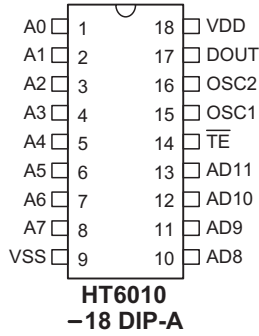 A0 1 18 VDD
A1 2 17 DOUT
A2 3 16 OSC2
A3 4 15 OSC1
A4 5 14 T̅E̅
A5 6 13 AD11
A6 7 12 AD10
A7 8 11 AD9
VSS 9 10 AD8
HT6010
–18 DIP-A